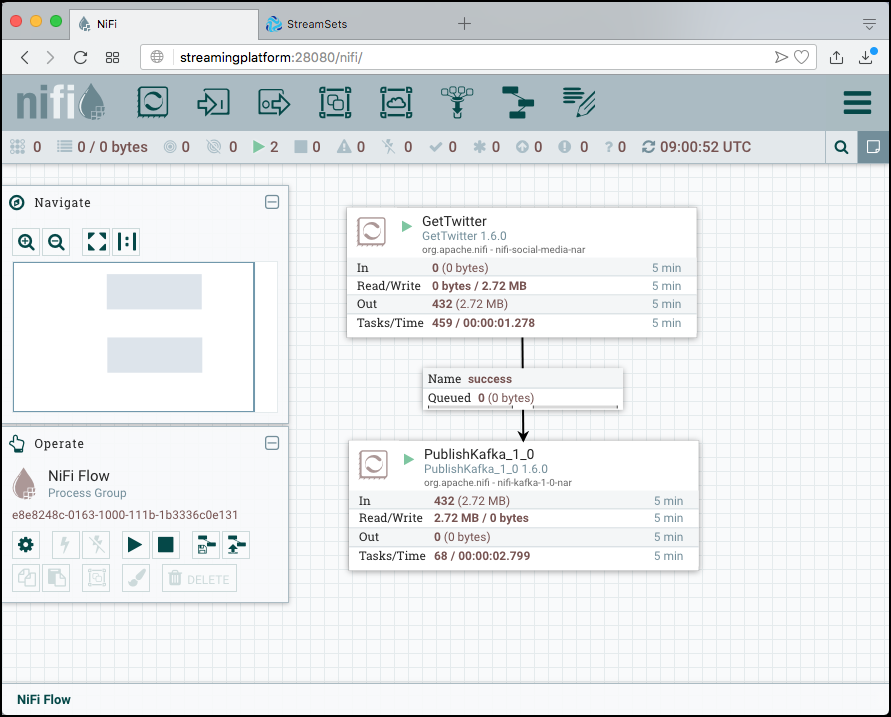 NiFi
StreamSets
streamingplatform:28080/nifi/
nifi
0
0 / 0 bytes
0
0
2
0
0
0
0
0
0
0
0
09:00:52 UTC
Navigate
Operate
NiFi Flow
Process Group
e8e8248c-0163-1000-111b-1b3336c0e131
DELETE
GetTwitter
GetTwitter 1.6.0
org.apache.nifi - nifi-social-media-nar
In 0 (0 bytes) 5 min
Read/Write 0 bytes / 2.72 MB 5 min
Out 432 (2.72 MB) 5 min
Tasks/Time 459 / 00:00:01.278 5 min
Name success
Queued 0 (0 bytes)
PublishKafka_1_0
PublishKafka_1_0 1.6.0
org.apache.nifi - nifi-kafka-1-0-nar
In 432 (2.72 MB) 5 min
Read/Write 2.72 MB / 0 bytes 5 min
Out 0 (0 bytes) 5 min
Tasks/Time 68 / 00:00:02.799 5 min
NiFi Flow